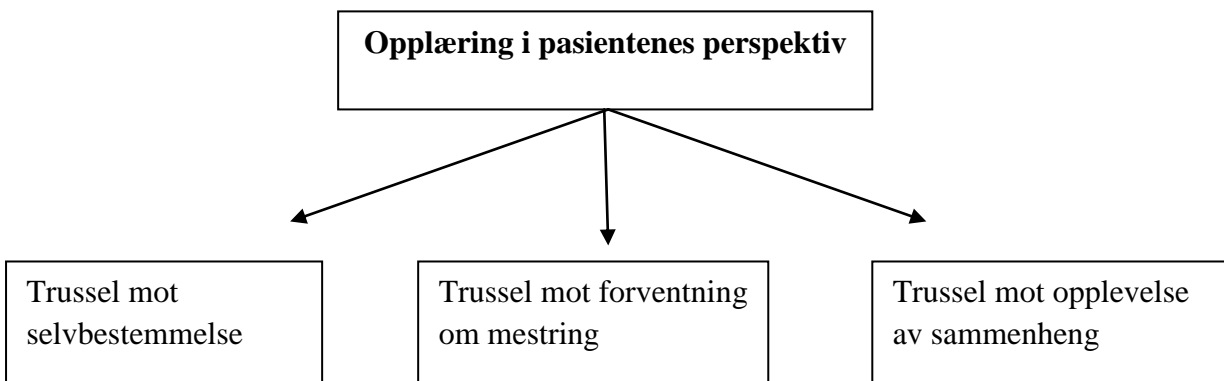 Opplæring i pasientenes perspektiv
Trussel mot
selvbestemmelse
Trussel mot forventning
om mestring
Trussel mot opplevelse
av sammenheng